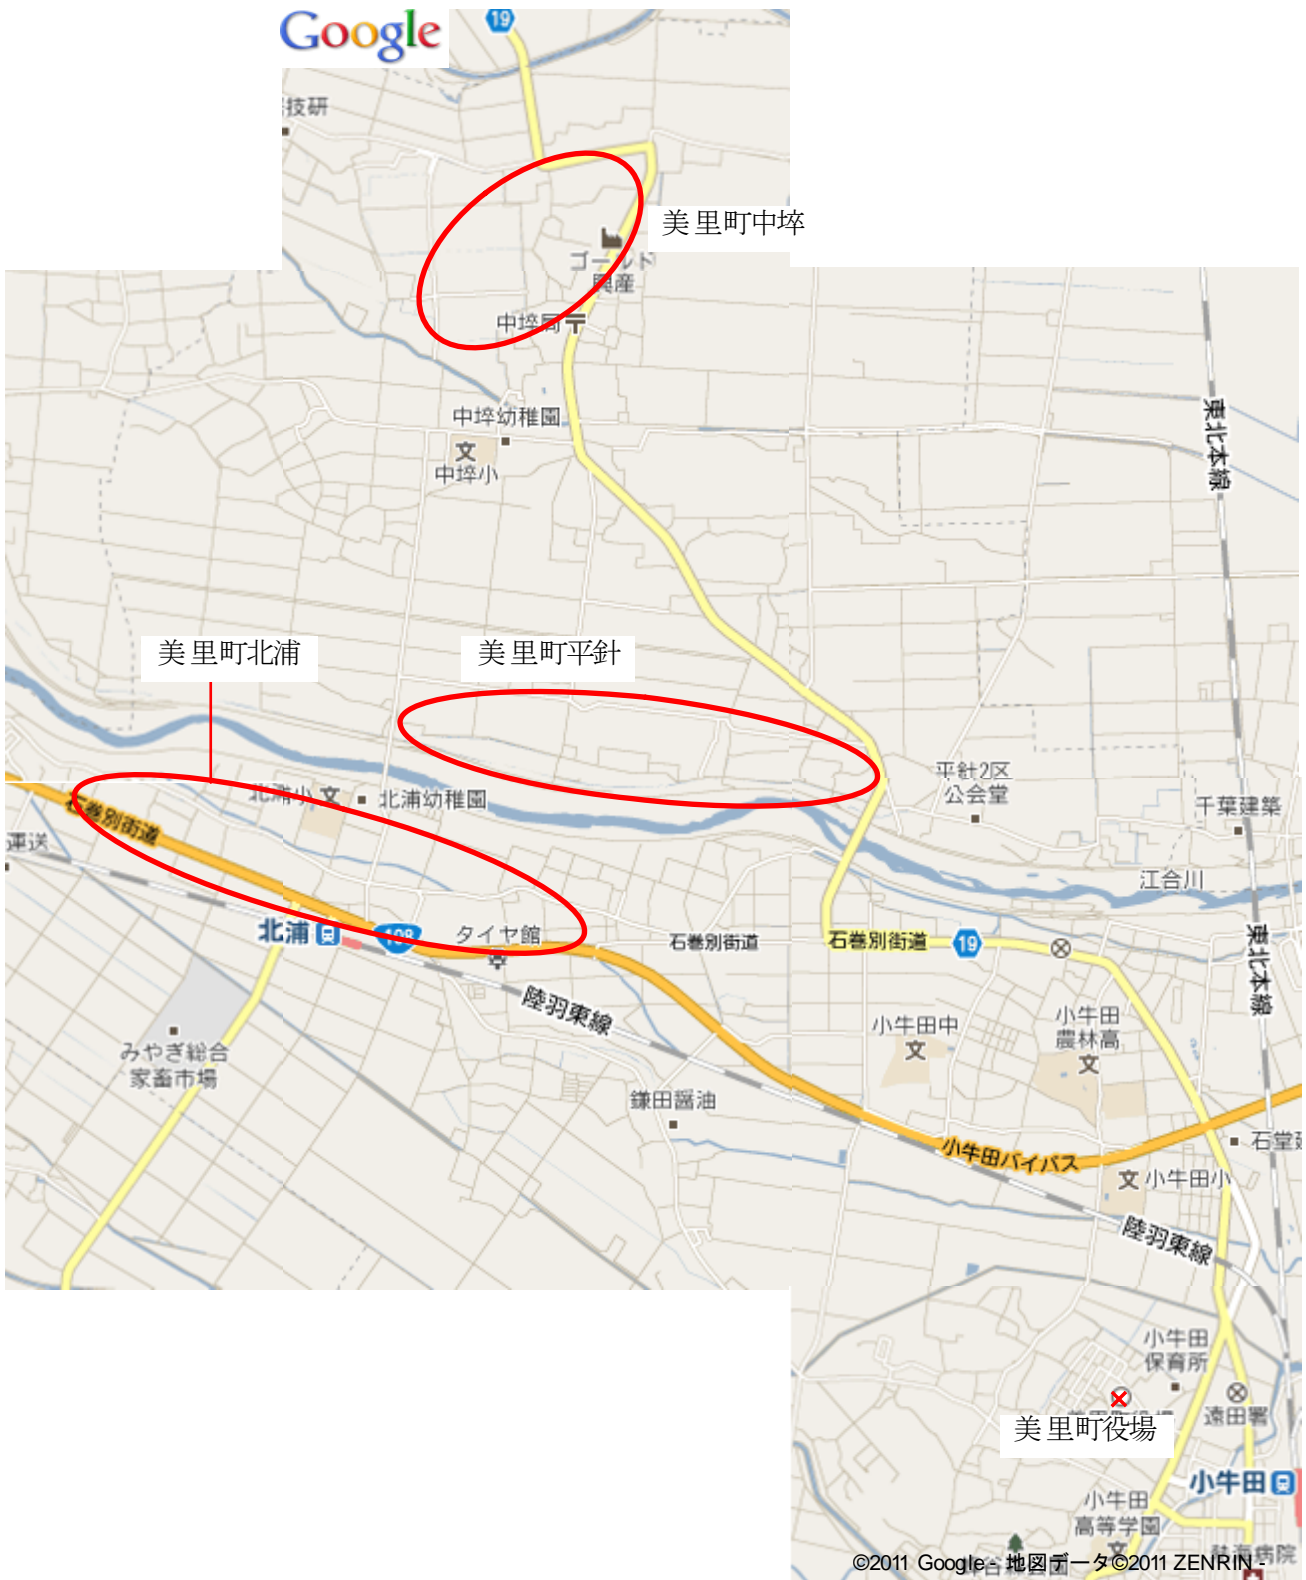 Google
19
技研
美里町中埣
ゴールド
興産
中埣局
東北本線
中埣幼稚園
文
中埣小
美里町北浦
美里町平針
平針2区
公会堂
北浦小 文
北浦幼稚園
千葉建築
石巻別街道
運送
江合川
北浦
108
タイヤ館
石巻別街道
石巻別街道
19
東北本線
陸羽東線
小牛田中
文
小牛田
農林高
文
みやぎ総合
家畜市場
鎌田醤油
小牛田バイパス
石堂
文 小牛田小
陸羽東線
小牛田
保育所
美里町役場
遠田署
小牛田
小牛田
高等学園
文
©2011 Google - 地図データ©2011 ZENRIN -